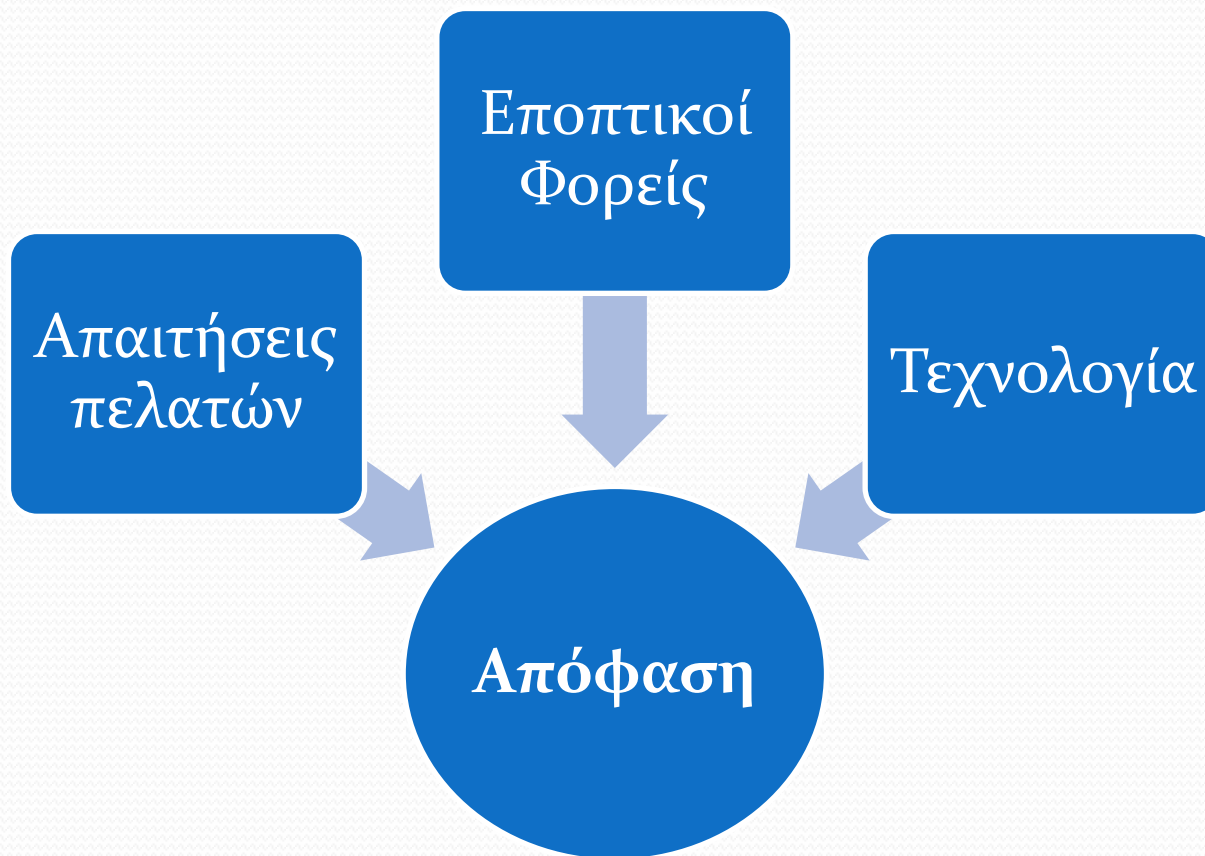 Εποπτικοί
Φορείς
Απαιτήσεις
πελατών
Τεχνολογία
Απόφαση